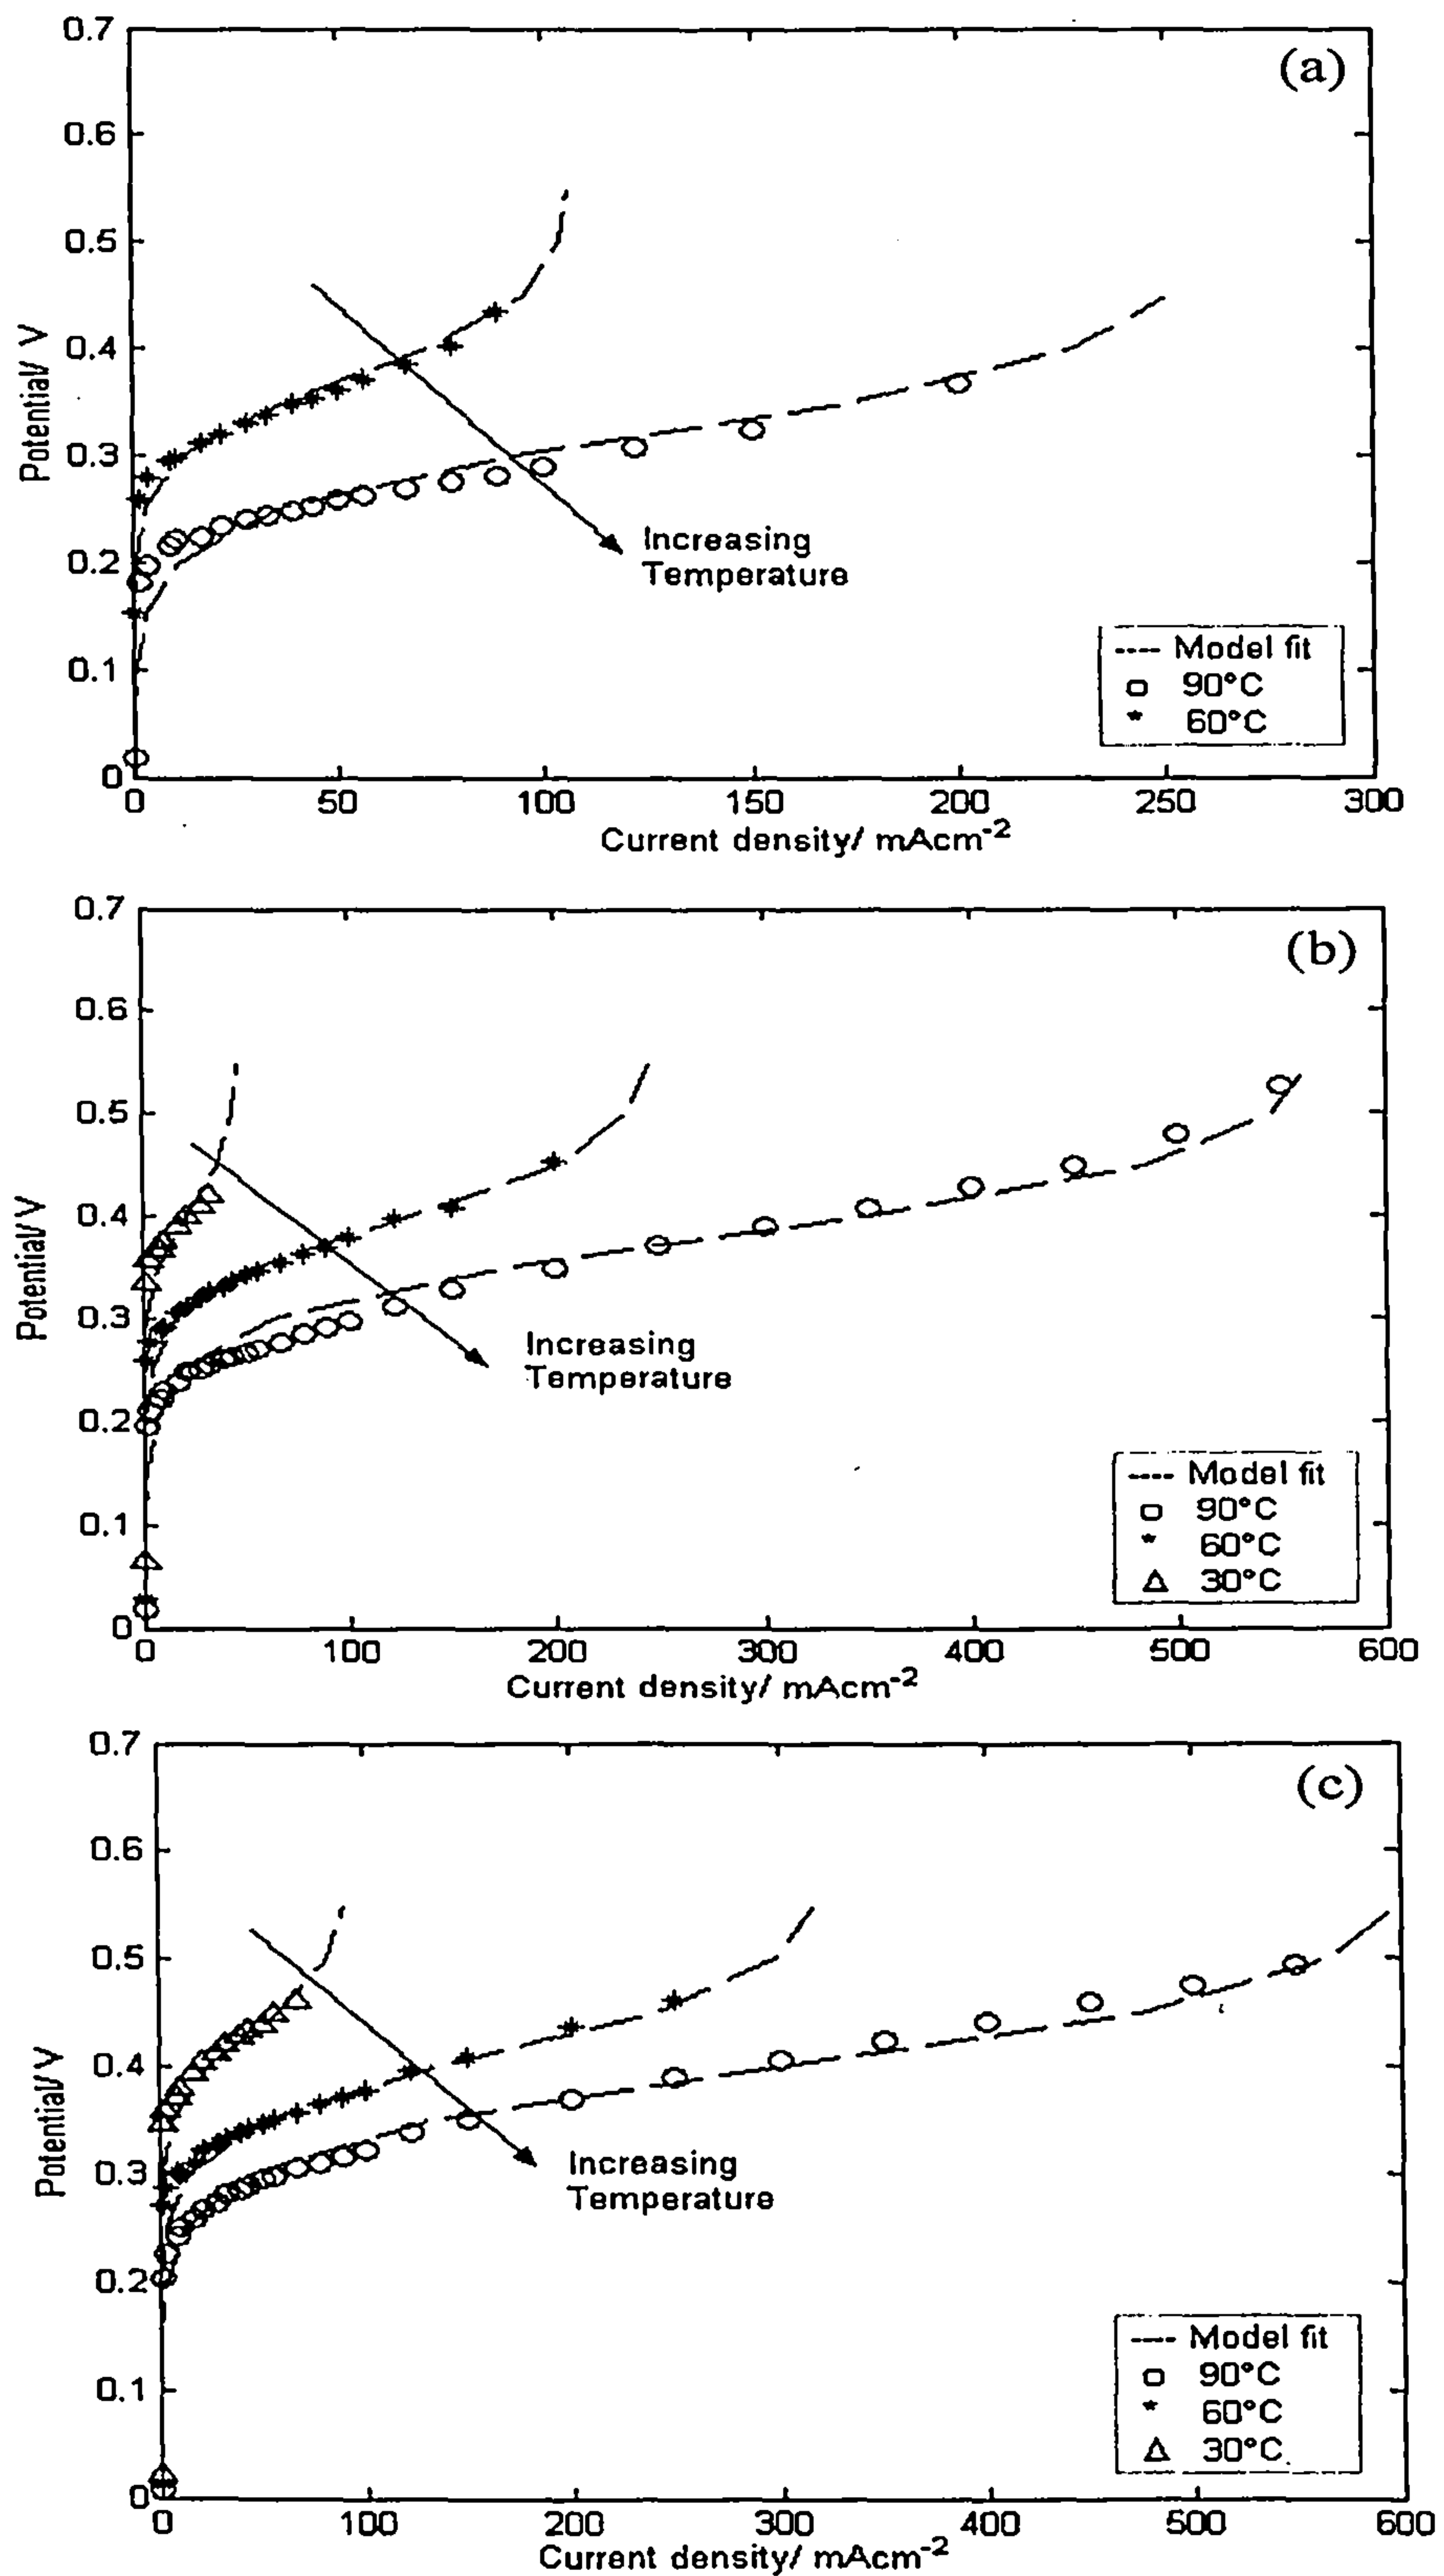 (a)
0.7
0.6
0.5
0.4
0.3
0.2
0.1
0
Potential/ V
Increasing
Temperature
Model fit
90°C
60°C
0 50 100 150 200 250 300
Current density/ mAcm-2
(b)
0.7
0.6
0.5
0.4
0.3
0.2
0.1
0
Potential/ V
Increasing
Temperature
Model fit
90°C
60°C
30°C
0 100 200 300 400 500 600
Current density/ mAcm-2
(c)
0.7
0.6
0.5
0.4
0.3
0.2
0.1
0
Potential/ V
Increasing
Temperature
Model fit
90°C
60°C
30°C
0 100 200 300 400 500 600
Current density/ mAcm-2